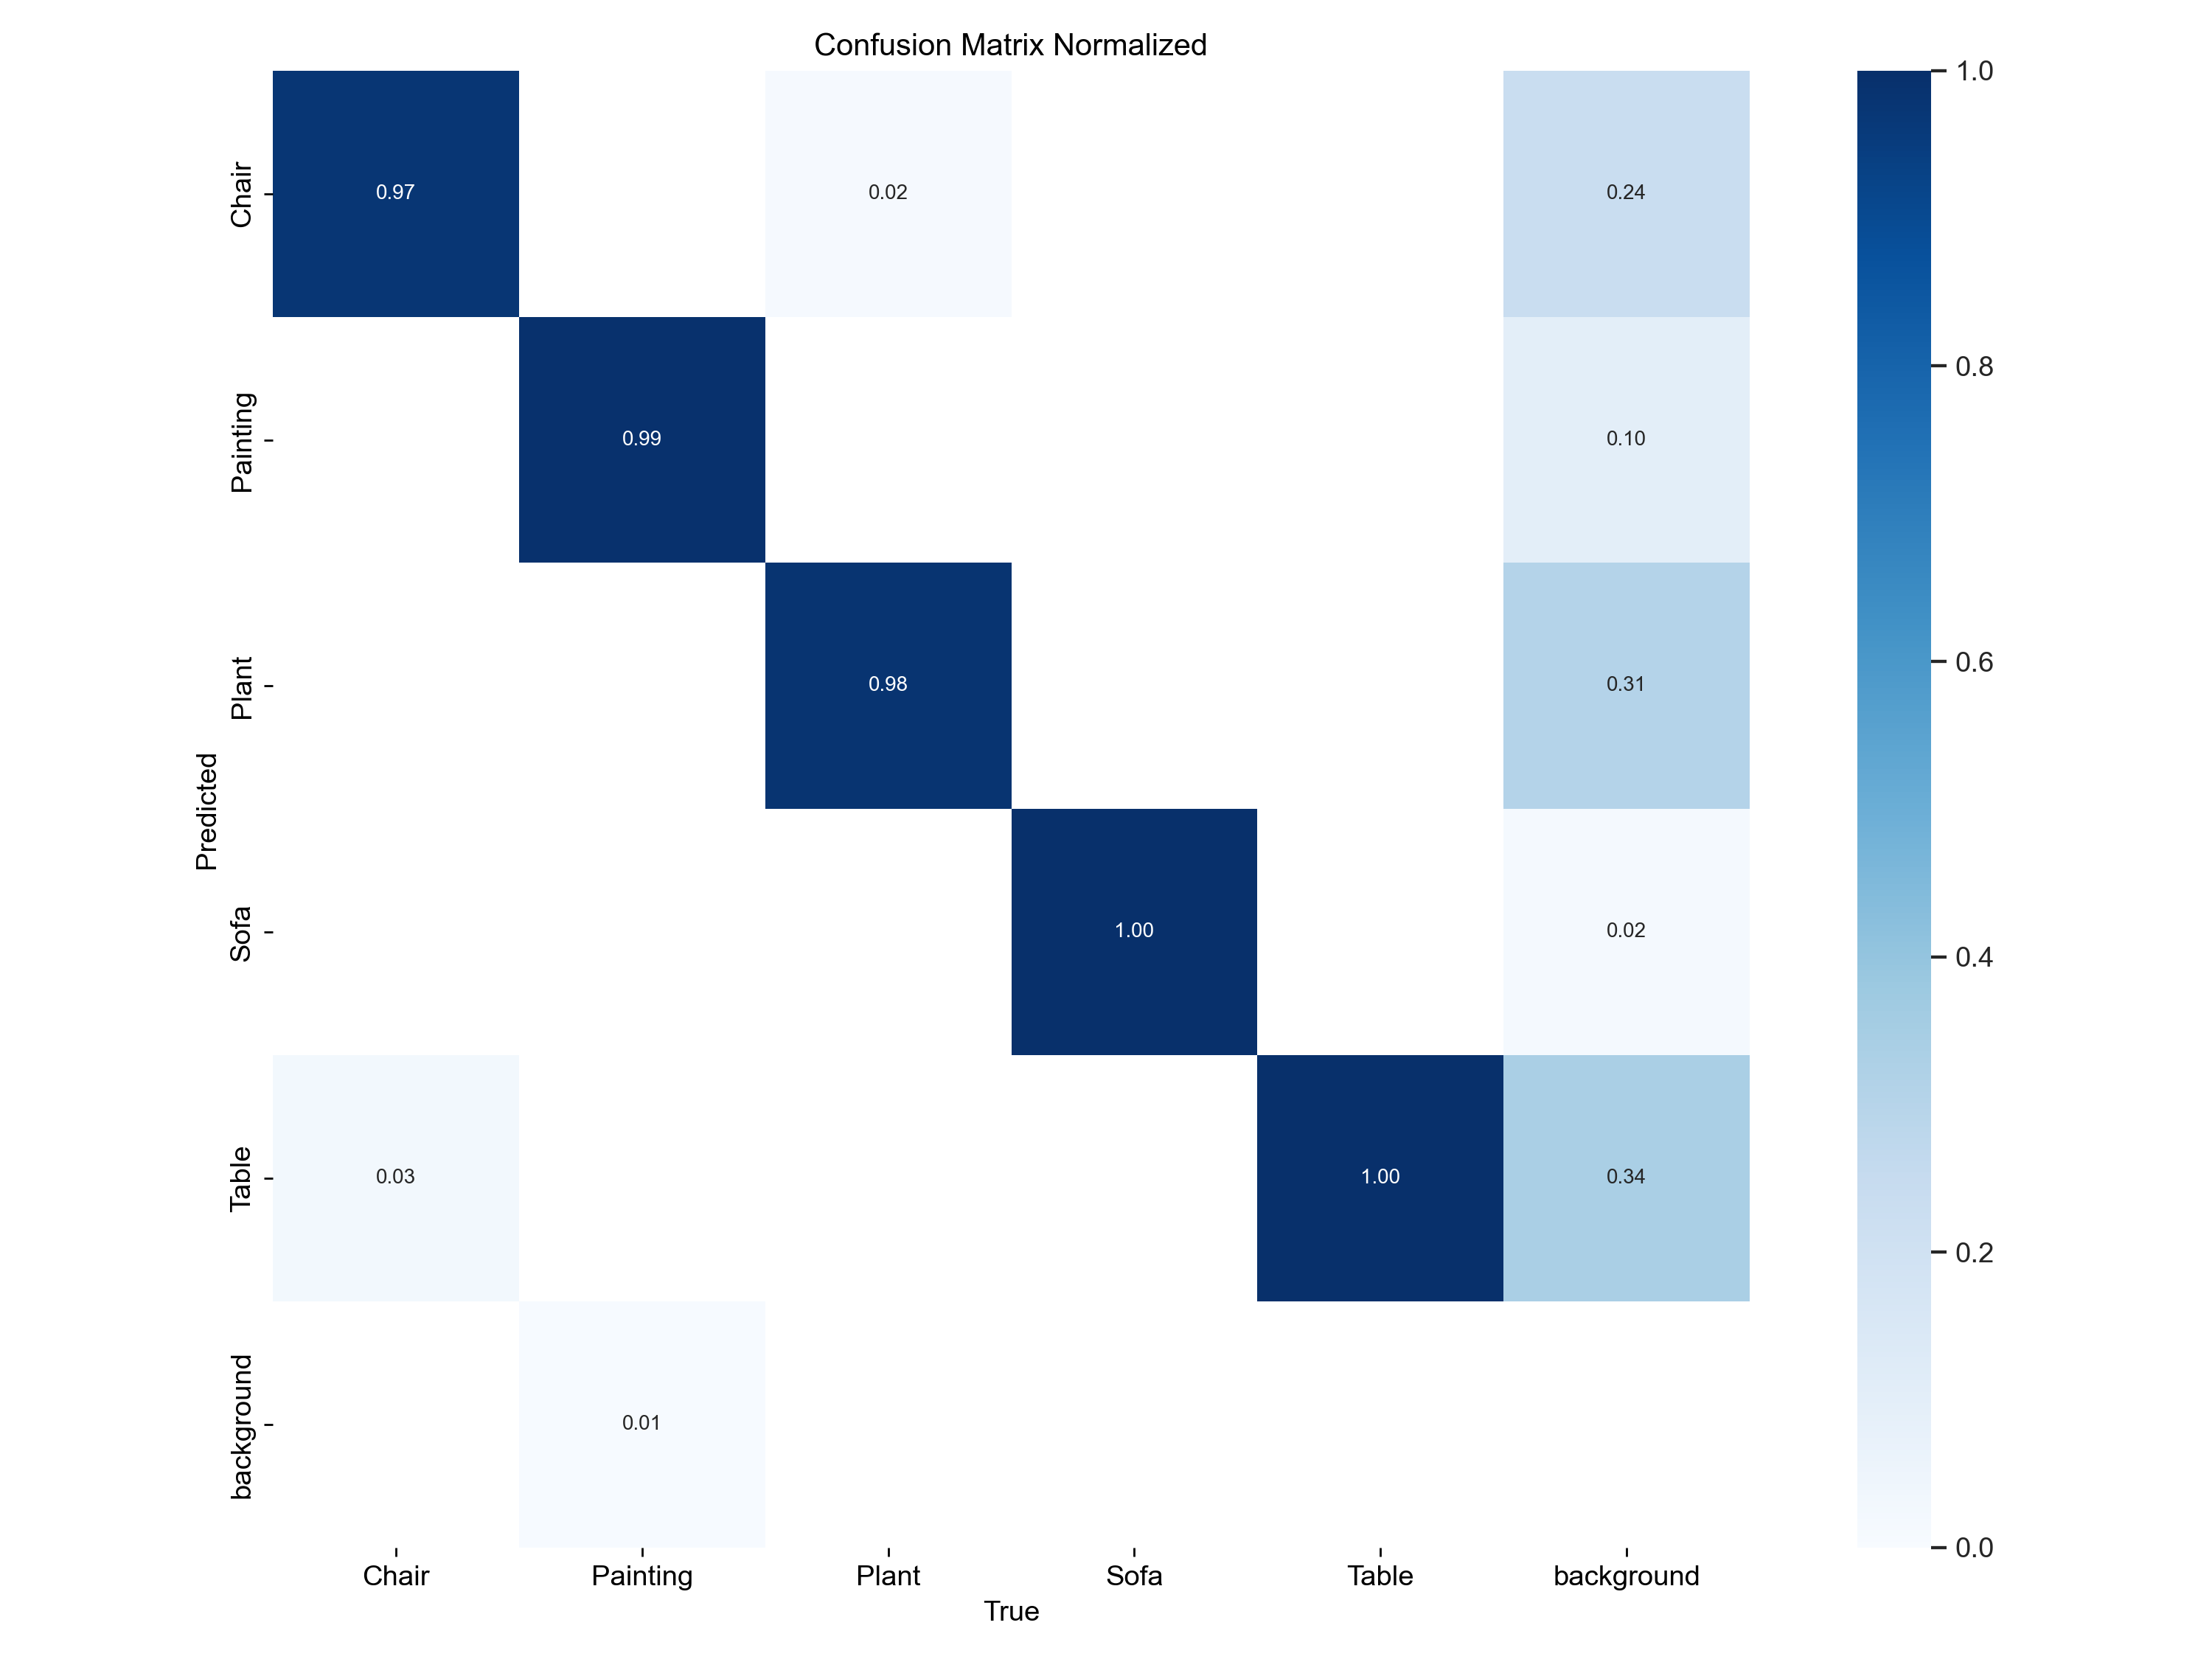 Confusion Matrix Normalized
Chair
0.97
0.02
0.24
Painting
0.99
0.10
Plant
0.98
0.31
Sofa
1.00
0.02
Table
0.03
1.00
0.34
background
0.01
Predicted
Chair
Painting
Plant
Sofa
Table
background
True
1.0
0.8
0.6
0.4
0.2
0.0